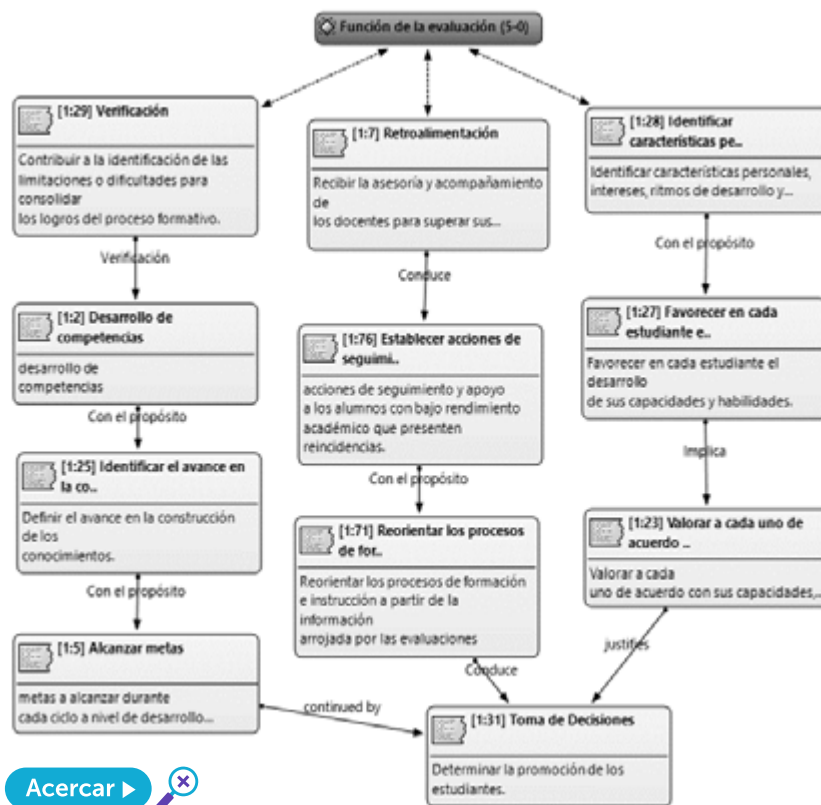 Función de la evaluación (5-0)
[1:29] Verificación
Contribuir a la identificación de las
limitaciones o dificultades para
consolidar
los logros del proceso formativo.
Verificación
[1:2] Desarrollo de
competencias
desarrollo de
competencias
Con el propósito
[1:25] Identificar el avance en
la co..
Definir el avance en la construcción
de los
conocimientos.
Con el propósito
[1:5] Alcanzar metas
metas a alcanzar durante
cada ciclo a nivel de desarrollo...
continued by
[1:7] Retroalimentación
Recibir la asesoría y acompañamiento
de
los docentes para superar sus...
Conduce
[1:76] Establecer acciones de
seguimi..
acciones de seguimiento y apoyo
a los alumnos con bajo rendimiento
académico que presenten
reincidencias.
Con el propósito
[1:71] Reorientar los procesos
de for..
Reorientar los procesos de formación
e instrucción a partir de la
información
arrojada por las evaluaciones
Conduce
[1:28] Identificar
características pe..
Identificar características personales,
intereses, ritmos de desarrollo y...
Con el propósito
[1:27] Favorecer en cada
estudiante e..
Favorecer en cada estudiante el
desarrollo
de sus capacidades y habilidades.
Implica
[1:23] Valorar a cada uno de
acuerdo ..
Valorar a cada
uno de acuerdo con sus capacidades,..
justifies
[1:31] Toma de Decisiones
Determinar la promoción de los
estudiantes.
Acercar